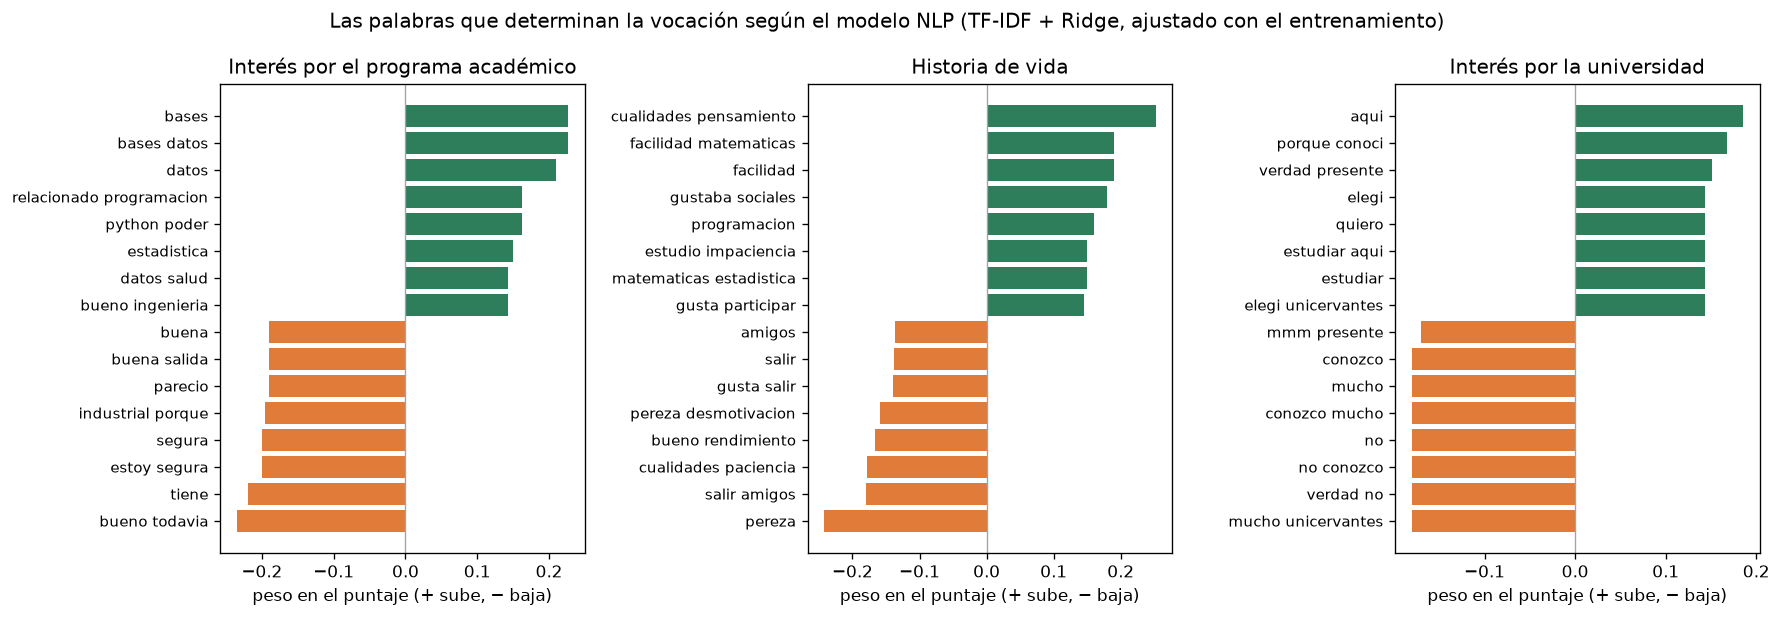 Las palabras que determinan la vocación según el modelo NLP (TF-IDF + Ridge, ajustado con el entrenamiento)
Interés por el programa académico
bases
bases datos
datos
relacionado programacion
python poder
estadistica
datos salud
bueno ingenieria
buena
buena salida
parecio
industrial porque
segura
estoy segura
tiene
bueno todavia
−0.2 −0.1 0.0 0.1 0.2
peso en el puntaje (+ sube, − baja)
Historia de vida
cualidades pensamiento
facilidad matematicas
facilidad
gustaba sociales
programacion
estudio impaciencia
matematicas estadistica
gusta participar
amigos
salir
gusta salir
pereza desmotivacion
bueno rendimiento
cualidades paciencia
salir amigos
pereza
−0.2 −0.1 0.0 0.1 0.2
peso en el puntaje (+ sube, − baja)
Interés por la universidad
aqui
porque conoci
verdad presente
elegi
quiero
estudiar aqui
estudiar
elegi unicervantes
mmm presente
conozco
mucho
conozco mucho
no
no conozco
verdad no
mucho unicervantes
−0.1 0.0 0.1 0.2
peso en el puntaje (+ sube, − baja)